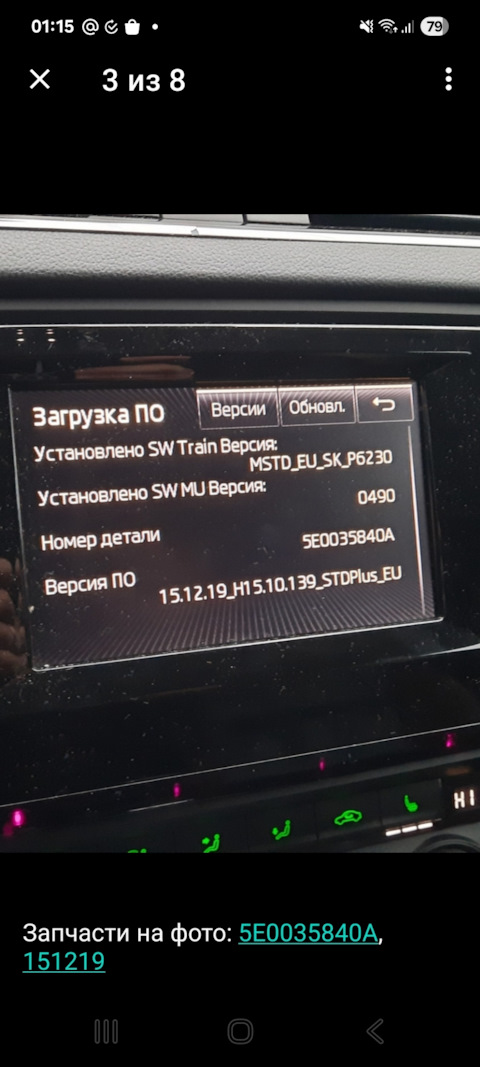 01:15
79
3 из 8
Загрузка ПО
Версии
Обновл.
Установлено SW Train Версия:
MSTD_EU_SK_P6230
Установлено SW MU Версия:
0490
Номер детали
5E0035840A
Версия ПО
15.12.19_H15.10.139_STDPlus_EU
HI
Запчасти на фото: 5E0035840A,
151219